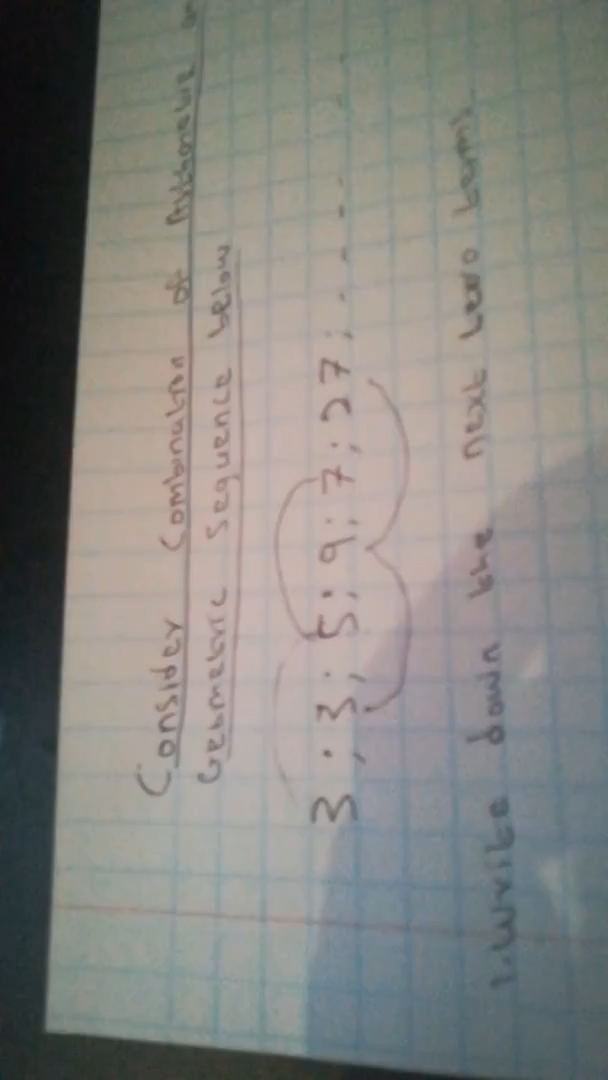 Consider Combination of Arithmetic
Geometric Sequence below
3 ; 3 ; 5 ; 9 ; 7 ; 27 ; . . . . . .
1. Write down the next two terms.